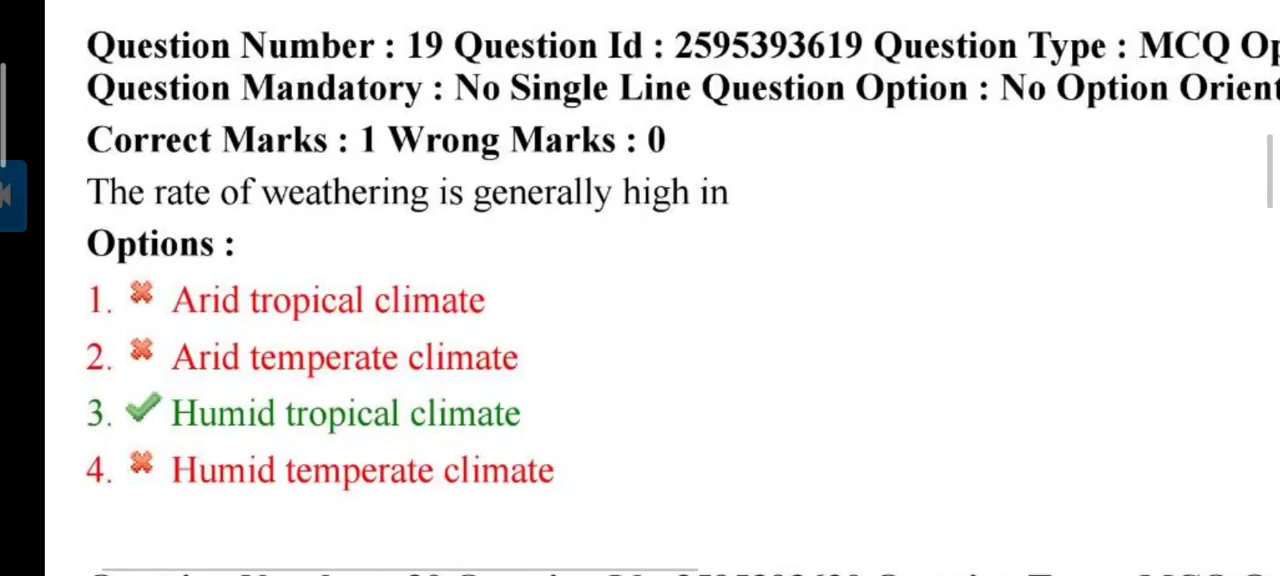 Question Number : 19 Question Id : 2595393619 Question Type : MCQ
Question Mandatory : No Single Line Question Option : No Option
Correct Marks : 1 Wrong Marks : 0
The rate of weathering is generally high in
Options :
1. Arid tropical climate
2. Arid temperate climate
3. Humid tropical climate
4. Humid temperate climate